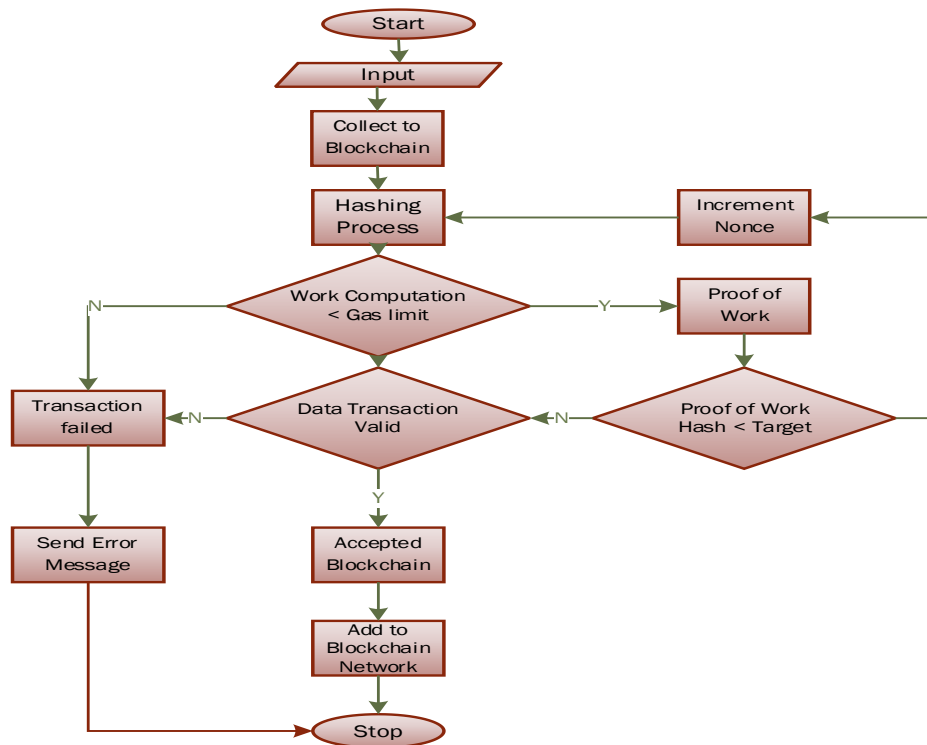 Start
Input
Collect to
Blockchain
Hashing
Process
Increment
Nonce
N
Work Computation
< Gas limit
Y
Proof of
Work
Transaction
failed
N
Data Transaction
Valid
N
Proof of Work
Hash < Target
Y
Send Error
Message
Accepted
Blockchain
Add to
Blockchain
Network
Stop